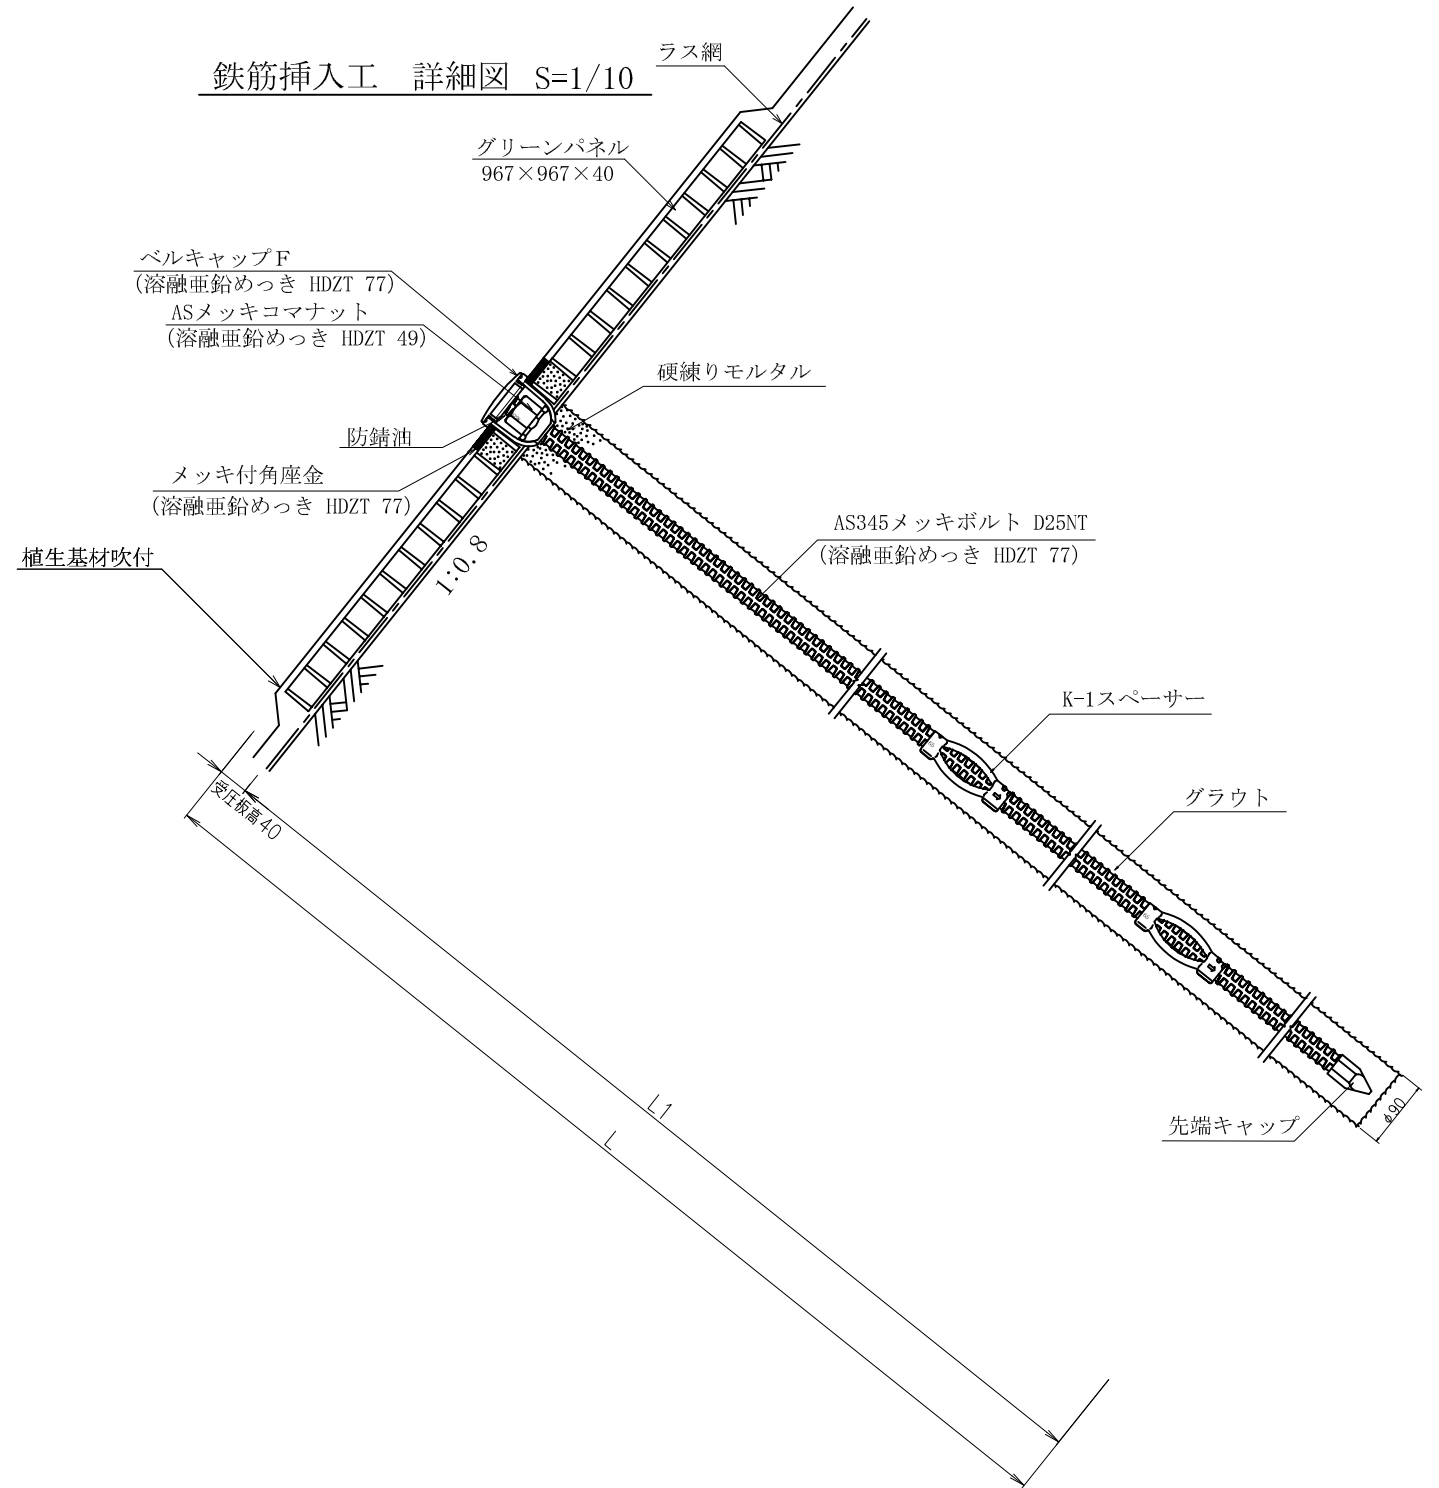 鉄筋挿入工　詳細図 S=1/10
ラス網
グリーンパネル
967×967×40
ベルキャップF
(溶融亜鉛めっき HDZT 77)
ASメッキコマナット
(溶融亜鉛めっき HDZT 49)
硬練りモルタル
防錆油
メッキ付角座金
(溶融亜鉛めっき HDZT 77)
AS345メッキボルト D25NT
(溶融亜鉛めっき HDZT 77)
植生基材吹付
1:0.8
K-1スペーサー
グラウト
受圧板高40
先端キャップ
φ90
L1
L